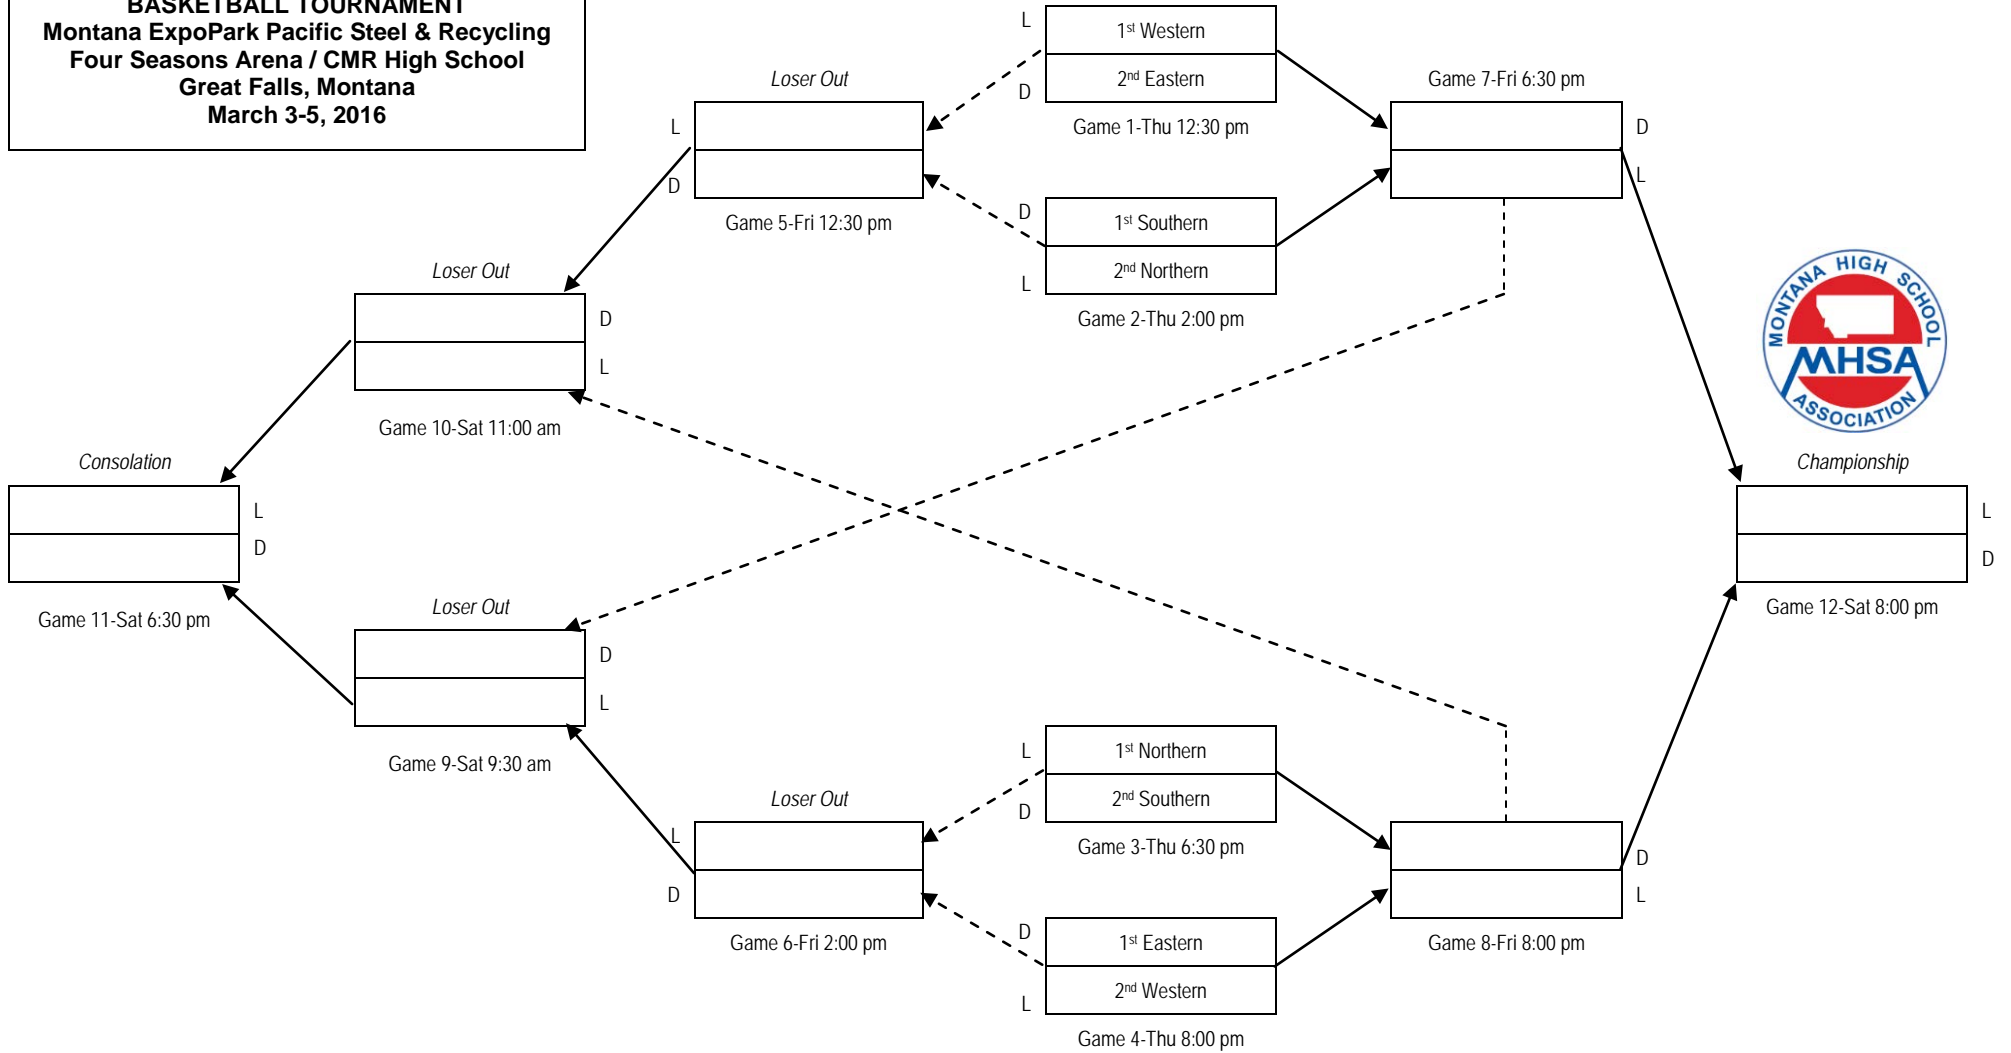 BASKETBALL TOURNAMENT
Montana ExpoPark Pacific Steel & Recycling
Four Seasons Arena / CMR High School
Great Falls, Montana
March 3-5, 2016
L
1st Western
D
2nd Eastern
Game 1-Thu 12:30 pm
D
1st Southern
L
2nd Northern
Game 2-Thu 2:00 pm
Loser Out
L
D
Game 5-Fri 12:30 pm
Game 7-Fri 6:30 pm
D
L
Loser Out
D
L
Game 10-Sat 11:00 am
MONTANA HIGH SCHOOL
MHSA
ASSOCIATION
Consolation
L
D
Game 11-Sat 6:30 pm
Championship
L
D
Game 12-Sat 8:00 pm
Loser Out
D
L
Game 9-Sat 9:30 am
Loser Out
L
D
Game 6-Fri 2:00 pm
L
1st Northern
D
2nd Southern
Game 3-Thu 6:30 pm
D
1st Eastern
L
2nd Western
Game 4-Thu 8:00 pm
D
L
Game 8-Fri 8:00 pm